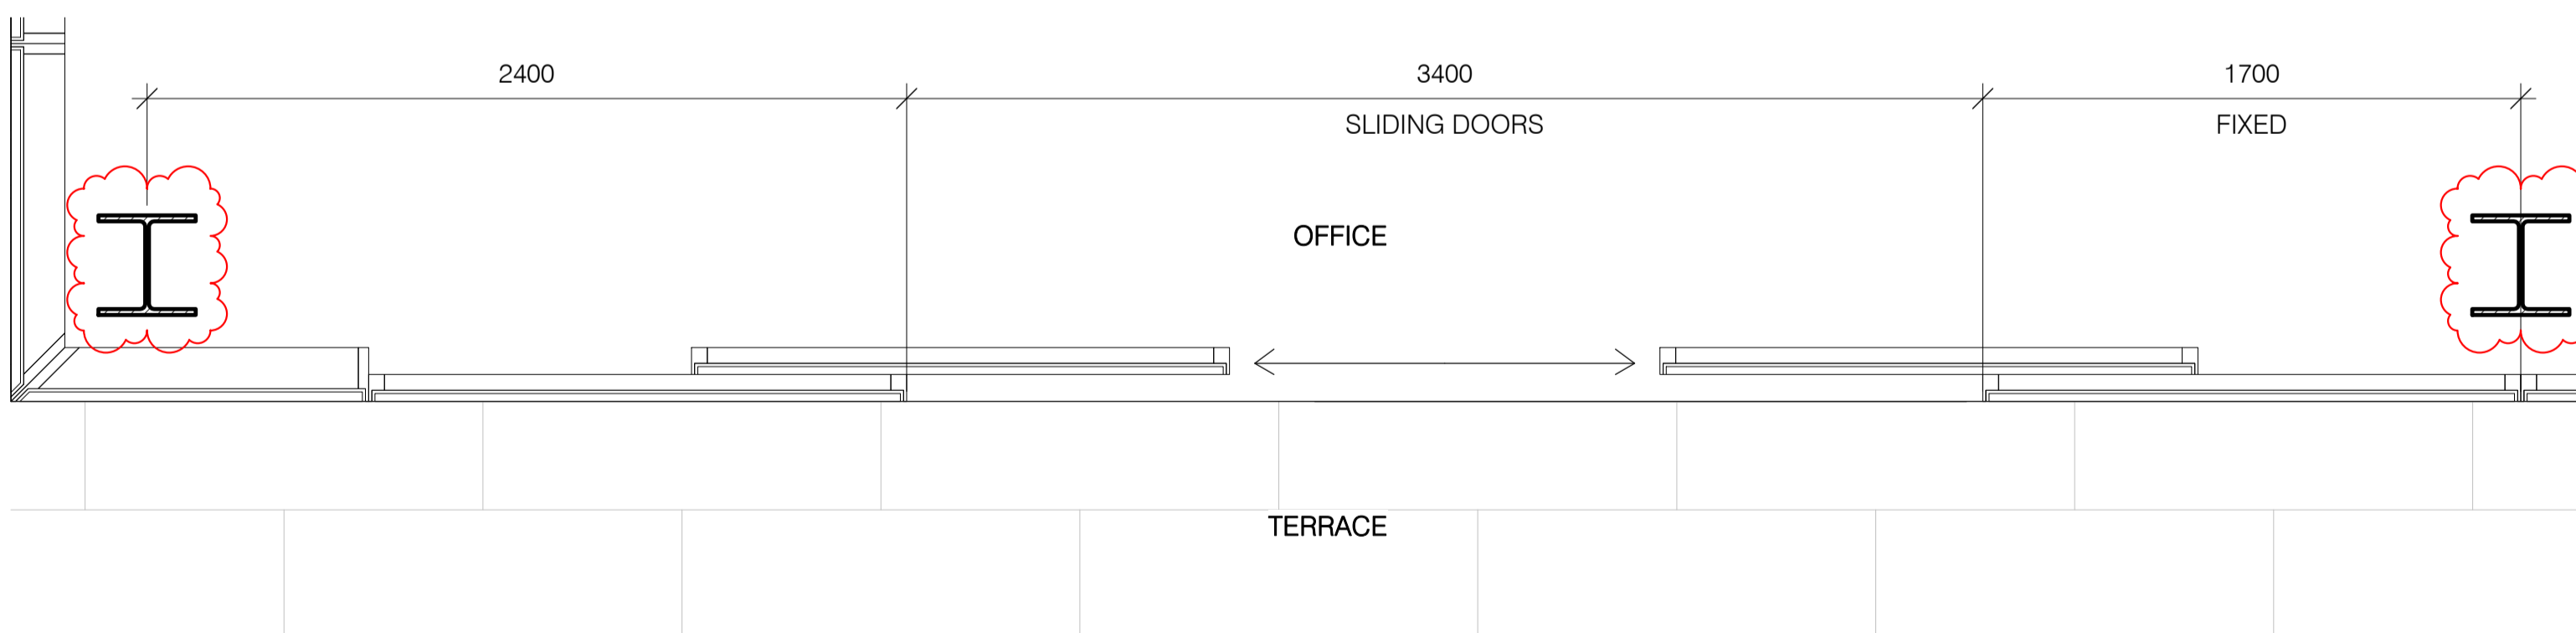 2400
3400
1700
SLIDING DOORS
FIXED
OFFICE
TERRACE